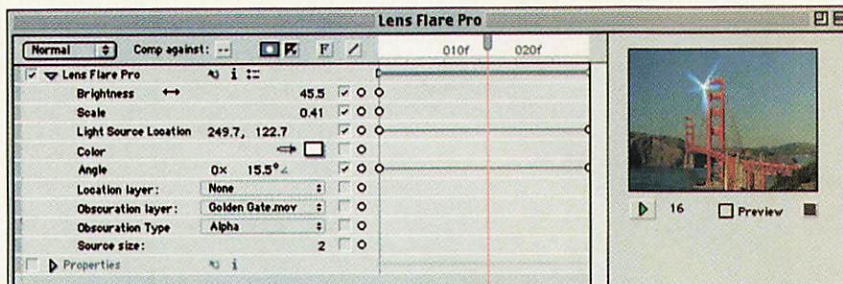 Lens Flare Pro
Normal Comp against: -- F 010f 020f
Lens Flare Pro i
Brightness 45.5
Scale 0.41
Light Source Location 249.7, 122.7
Color
Angle 0x 15.5°
Location layer: None
Obscuration layer: Golden Gate.mov
Obscuration Type Alpha
Source size: 2
Properties i
16 Preview